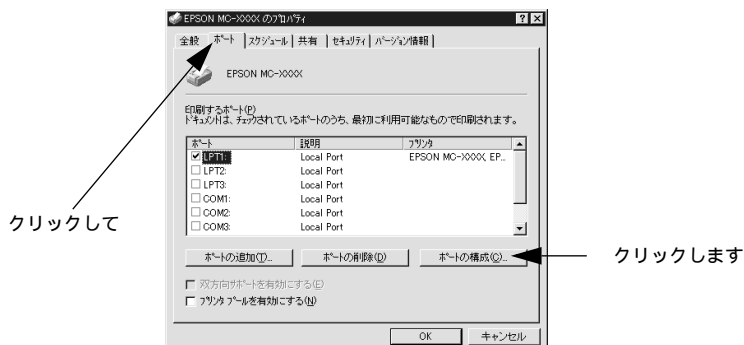 EPSON MC-XXXX のプロパティ
全般 ポート スケジュール 共有 セキュリティ バージョン情報
EPSON MC-XXXX
印刷するポート(P)
ドキュメントは、チェックされているポートのうち、最初に利用可能なもので印刷されます。
ポート 説明 プリンタ
LPT1: Local Port EPSON MC-XXXX, EP...
LPT2: Local Port
LPT3: Local Port
COM1: Local Port
COM2: Local Port
COM3: Local Port
クリックして
ポートの追加(T)... ポートの削除(D) ポートの構成(C)...
クリックします
双方向サポートを有効にする(E)
プリンタ プールを有効にする(N)
OK キャンセル